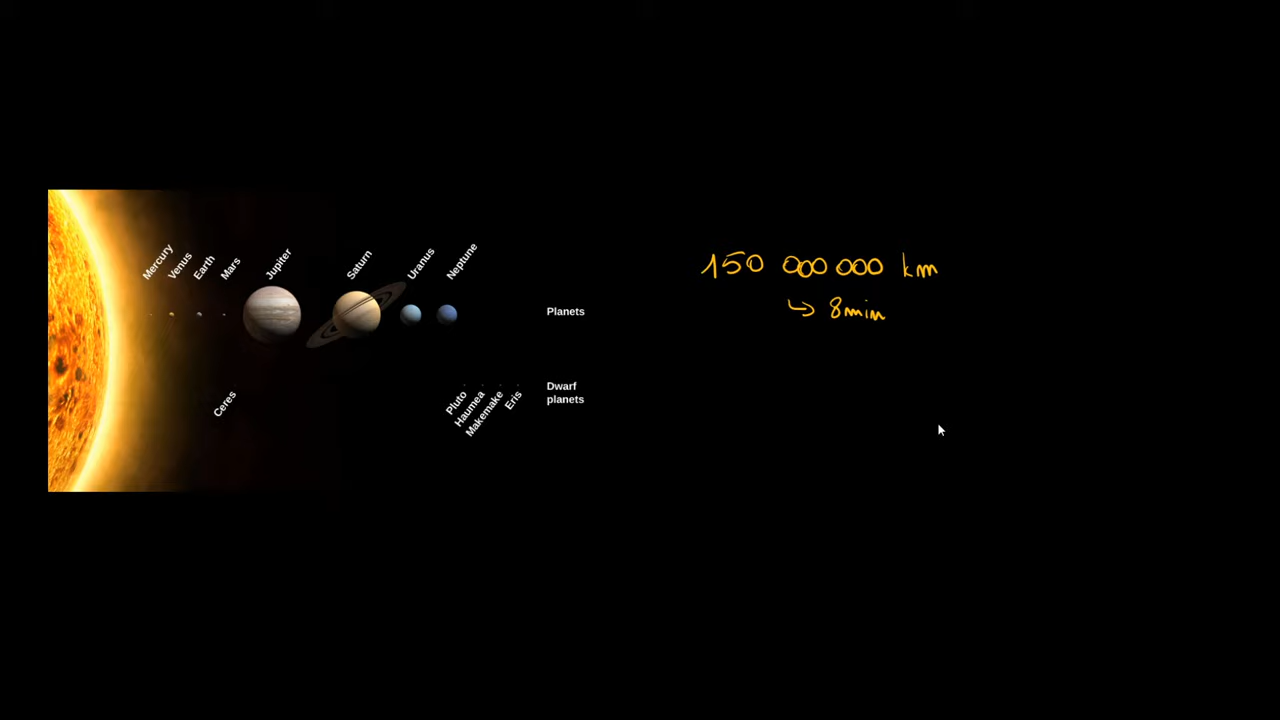 Mercury
Venus
Earth
Mars
Jupiter
Saturn
Uranus
Neptune
Planets
Ceres
Pluto
Haumea
Makemake
Eris
Dwarf
planets
150 000 000 km
↳ 8min